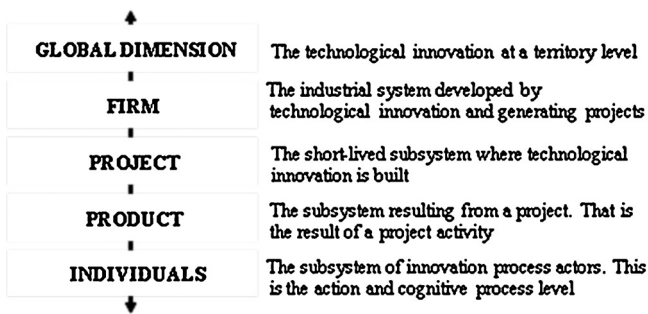 GLOBAL DIMENSION
The technological innovation at a territory level
FIRM
The industrial system developed by
technological innovation and generating projects
PROJECT
The short-lived subsystem where technological
innovation is built
PRODUCT
The subsystem resulting from a project. That is
the result of a project activity
INDIVIDUALS
The subsystem of innovation process actors. This
is the action and cognitive process level